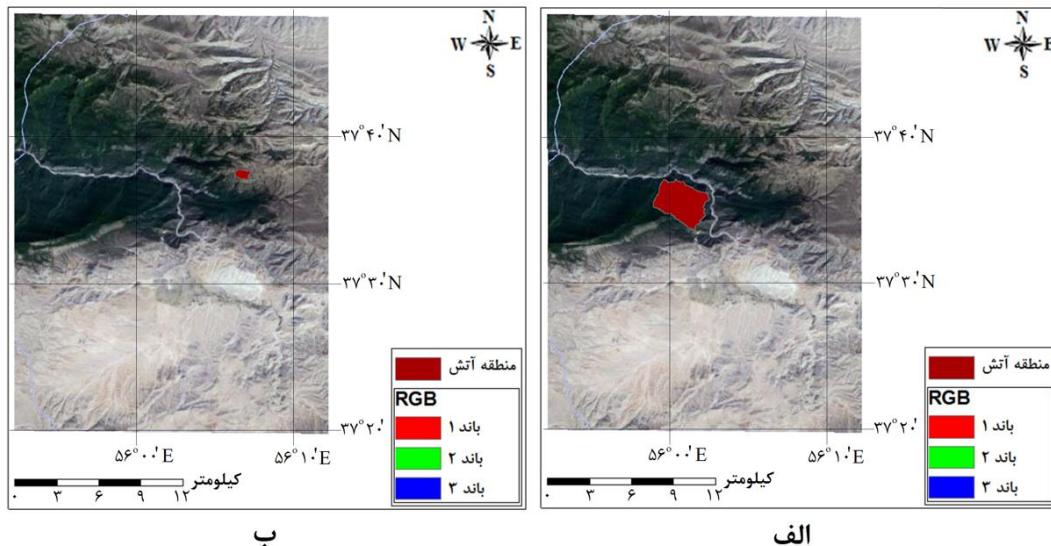 N
W E
S
۳۷°۴۰'N
۳۷°۳۰'N
۳۷°۲۰'N
۵۶°۰۰'E
۵۶°۱۰'E
منطقه آتش
RGB
باند ۱
باند ۲
باند ۳
۰ ۳ ۶ ۹ ۱۲ کیلومتر
الف
N
W E
S
۳۷°۴۰'N
۳۷°۳۰'N
۳۷°۲۰'N
۵۶°۰۰'E
۵۶°۱۰'E
منطقه آتش
RGB
باند ۱
باند ۲
باند ۳
۰ ۳ ۶ ۹ ۱۲ کیلومتر
ب